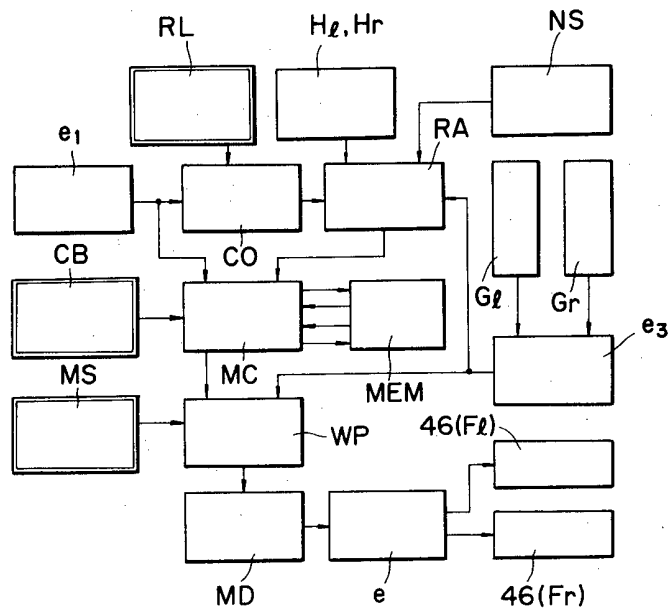 RL
Hℓ, Hr
NS
e1
RA
CB
CO
Gℓ
Gr
e3
MS
MC
MEM
WP
46(Fℓ)
MD
e
46(Fr)